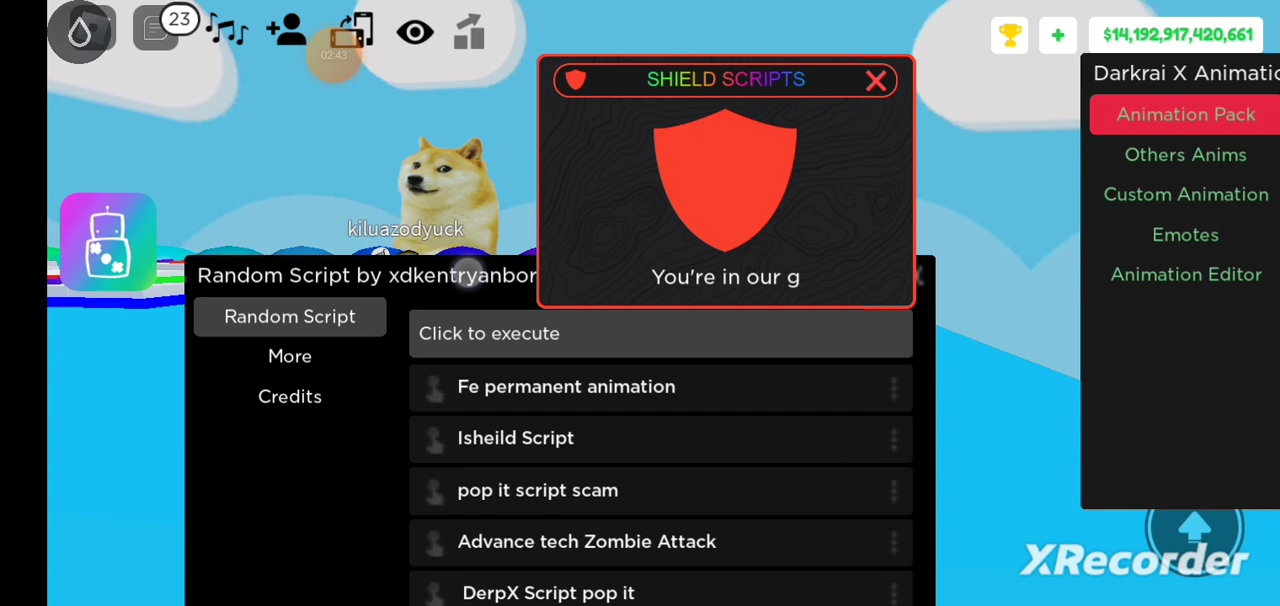 23
02:43
$14,192,917,420,661
SHIELD SCRIPTS
Darkrai X Animatio
Animation Pack
Others Anims
Custom Animation
Emotes
Animation Editor
kiluazodyuck
You're in our g
Random Script by xdkentryanbor
Random Script
More
Credits
Click to execute
Fe permanent animation
Isheild Script
pop it script scam
Advance tech Zombie Attack
DerpX Script pop it
XRecorder